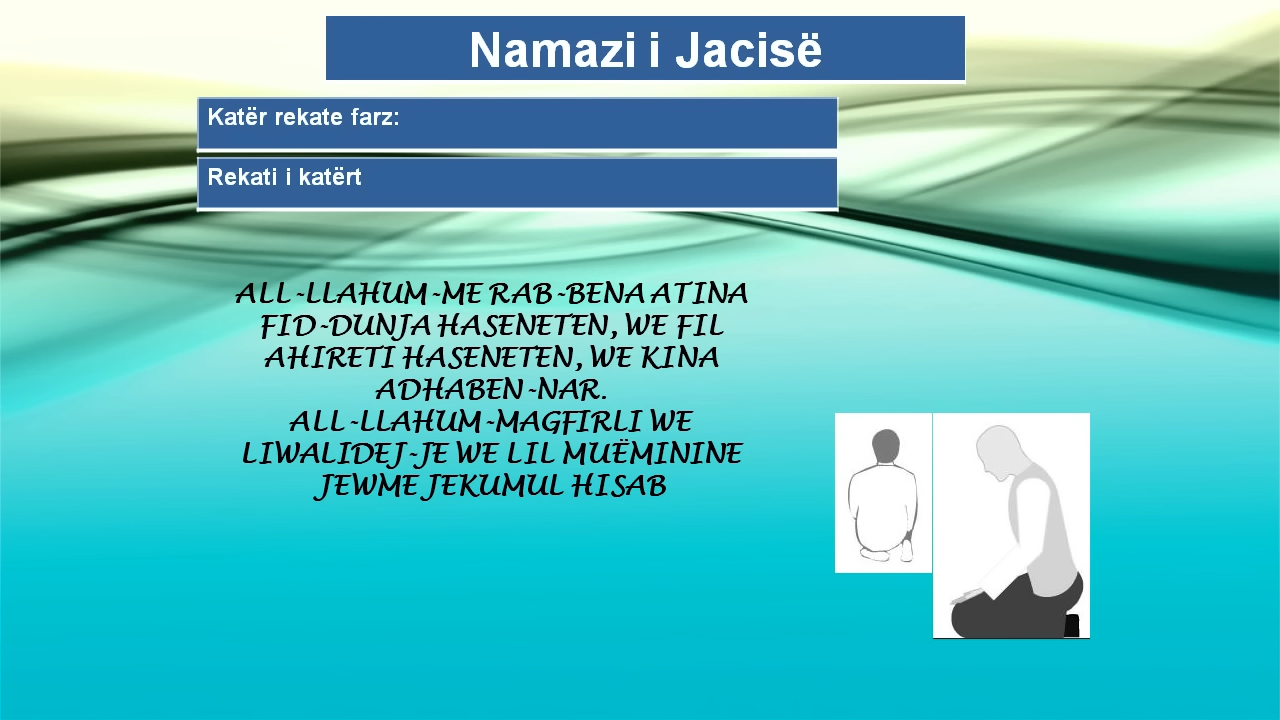 Namazi i Jacisë
Katër rekate farz:
Rekati i katërt
ALL-LLAHUM-ME RAB-BENA ATINA
FID-DUNJA HASENETEN, WE FIL
AHIRETI HASENETEN, WE KINA
ADHABEN-NAR.
ALL-LLAHUM-MAGFIRLI WE
LIWALIDEJ-JE WE LIL MUËMININE
JEWME JEKUMUL HISAB